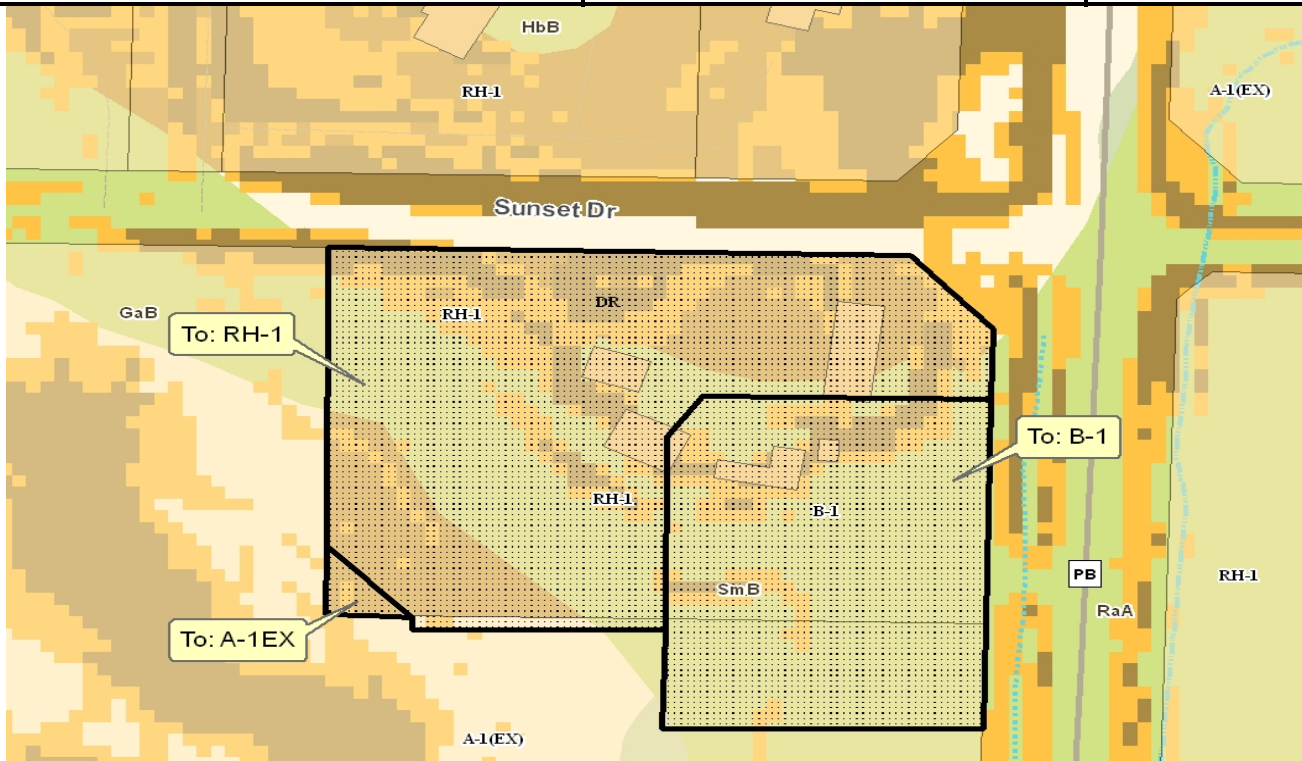 HbB
RH-1
A-1(EX)
Sunset Dr
DR
GaB
RH-1
To: RH-1
To: B-1
RH-1
B-1
PB
RH-1
SmB
RaA
To: A-1EX
A-1(EX)